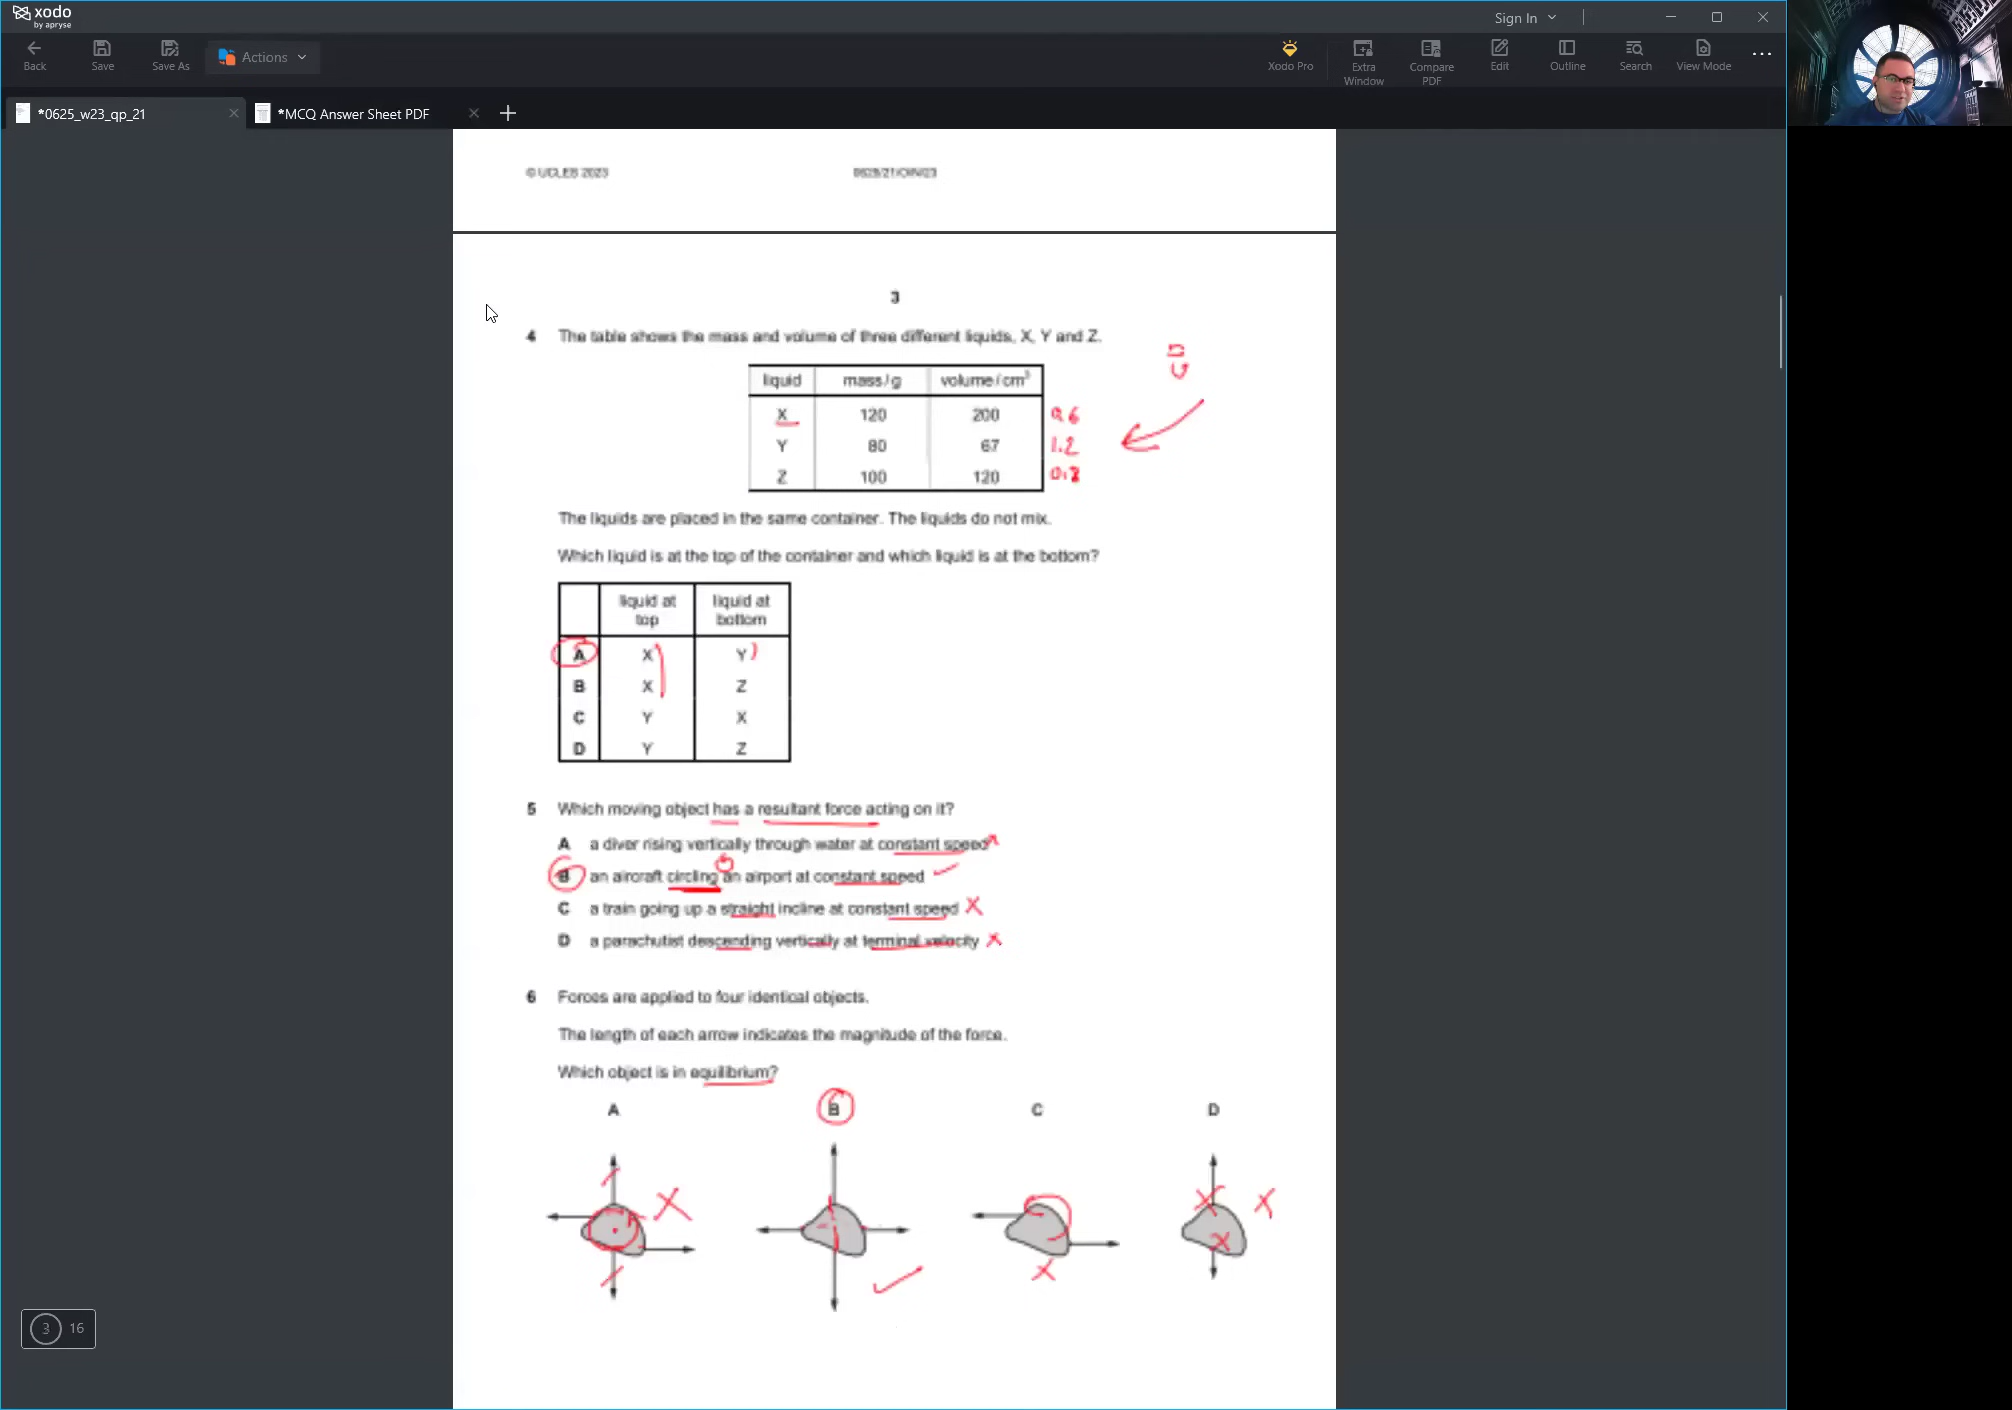 xodo
by apryse
Sign In
Back
Save
Save As
Actions
Xodo Pro
Extra Window
Compare PDF
Edit
Outline
Search
View Mode
*0625_w23_qp_21
*MCQ Answer Sheet PDF
© UCLES 2023 0625/21/O/N/23
3
4 The table shows the mass and volume of three different liquids, X, Y and Z.
m
v
liquid mass/g volume/cm³
X 120 200 0.6
Y 80 67 1.2
Z 100 120 0.8
The liquids are placed in the same container. The liquids do not mix.
Which liquid is at the top of the container and which liquid is at the bottom?
liquid at top liquid at bottom
A X Y
B X Z
C Y X
D Y Z
5 Which moving object has a resultant force acting on it?
A a diver rising vertically through water at constant speed
B an aircraft circling an airport at constant speed
C a train going up a straight incline at constant speed
D a parachutist descending vertically at terminal velocity
6 Forces are applied to four identical objects.
The length of each arrow indicates the magnitude of the force.
Which object is in equilibrium?
A B C D
3 16